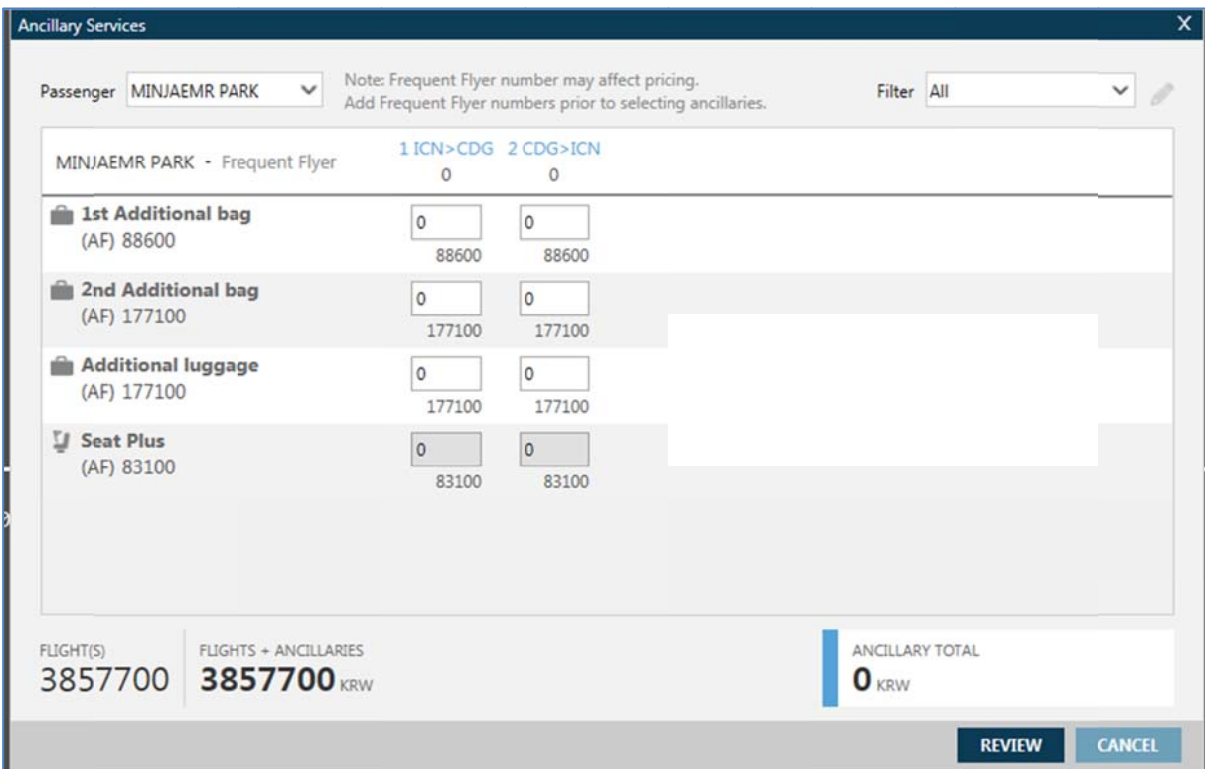 Ancillary Services X
Passenger MINJAEMR PARK Note: Frequent Flyer number may affect pricing. Filter All
Add Frequent Flyer numbers prior to selecting ancillaries.
MINJAEMR PARK - Frequent Flyer 1 ICN>CDG 2 CDG>ICN
0 0
1st Additional bag 0 0
(AF) 88600 88600 88600
2nd Additional bag 0 0
(AF) 177100 177100 177100
Additional luggage 0 0
(AF) 177100 177100 177100
Seat Plus 0 0
(AF) 83100 83100 83100
FLIGHT(S) FLIGHTS + ANCILLARIES ANCILLARY TOTAL
3857700 3857700 KRW 0 KRW
REVIEW CANCEL